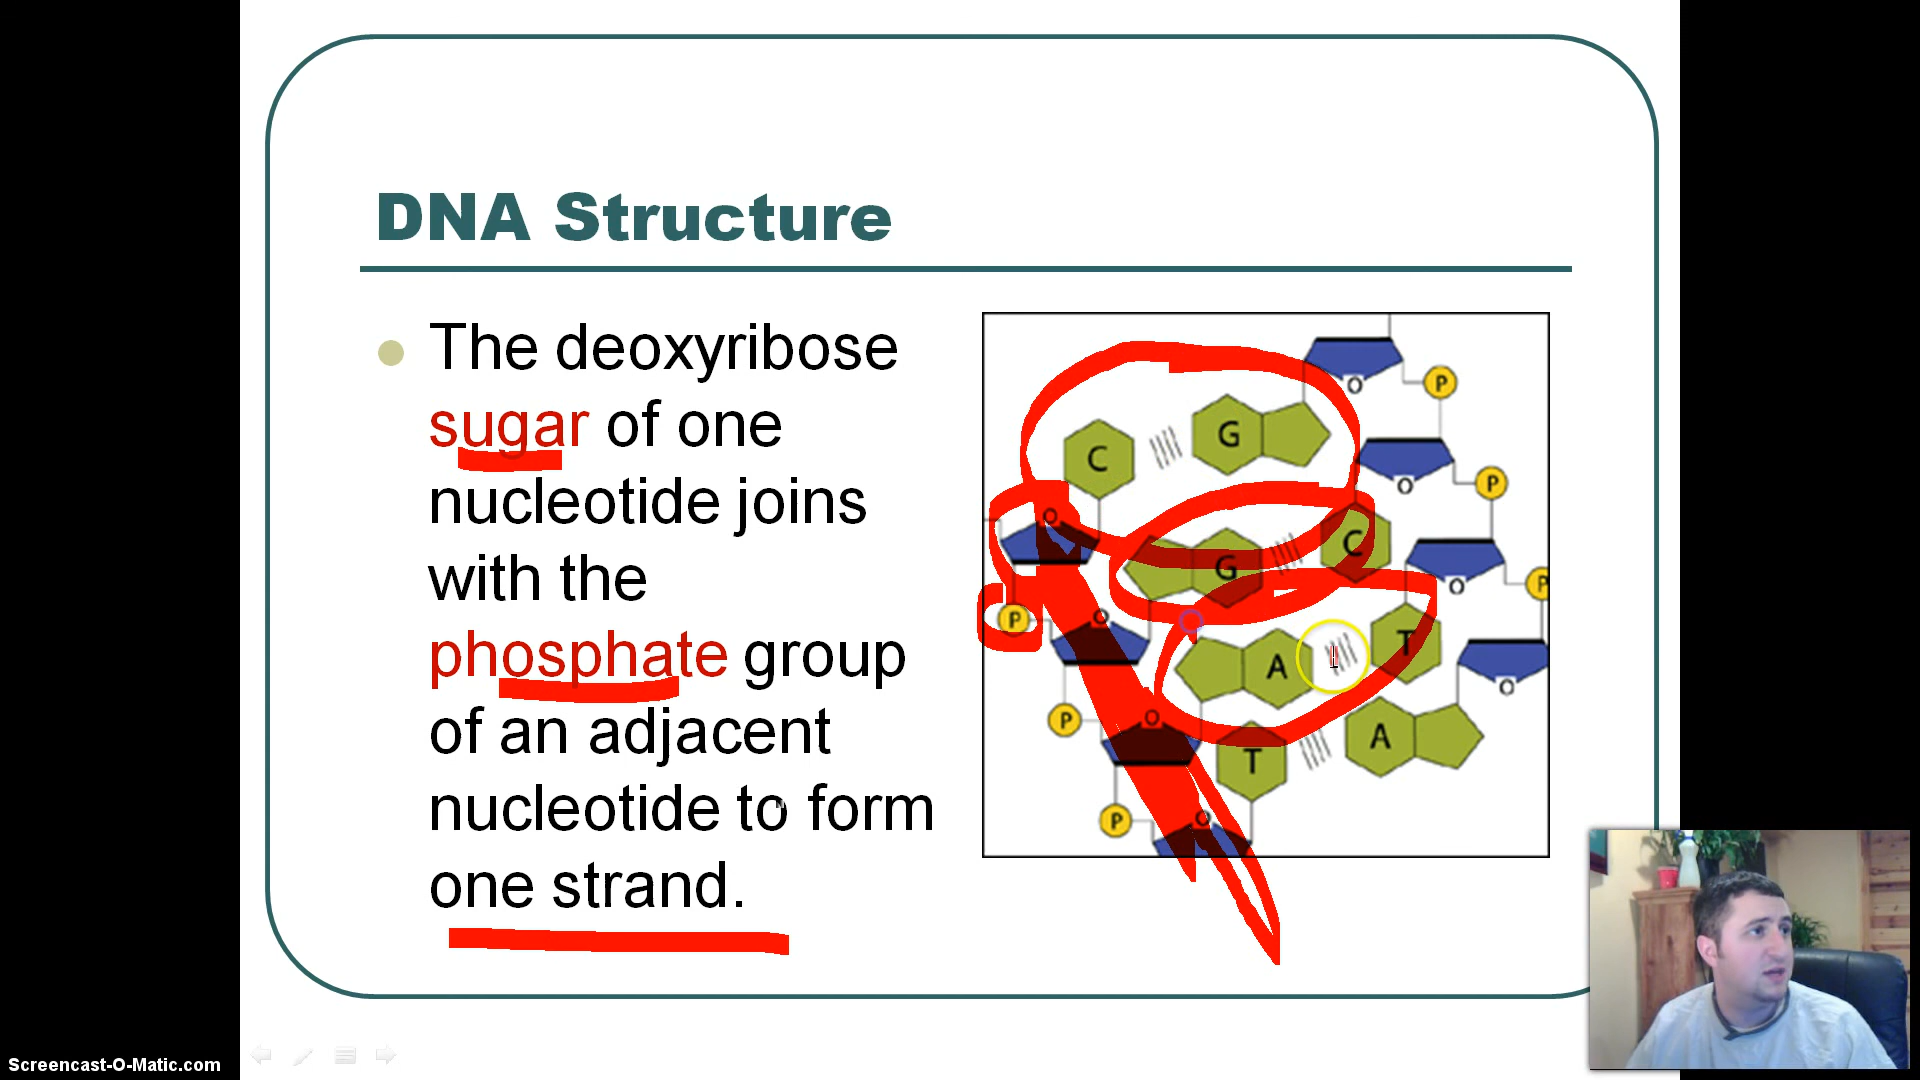 DNA Structure
The deoxyribose
sugar of one
nucleotide joins
with the
phosphate group
of an adjacent
nucleotide to form
one strand.
O
P
C
G
O
P
O
G
C
O
P
P
O
A
T
O
P
O
T
A
P
O
Screencast-O-Matic.com